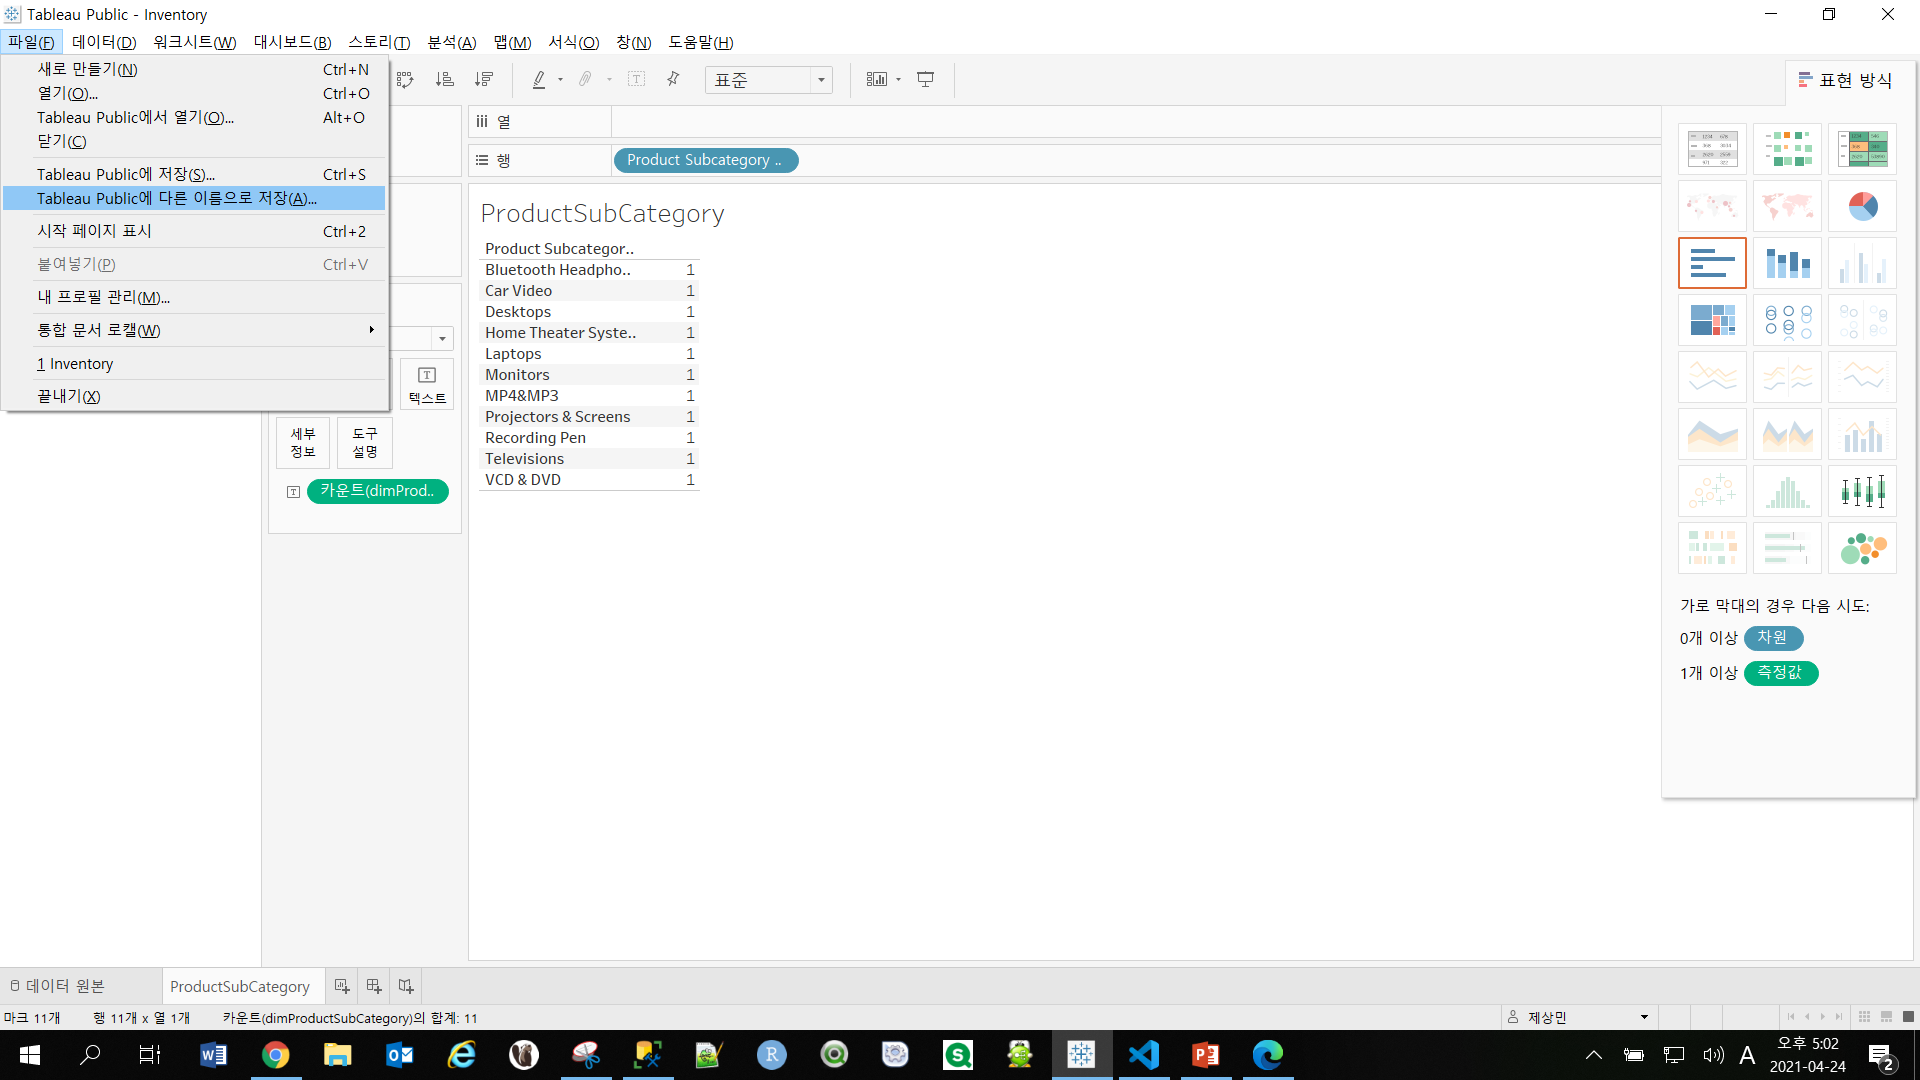 Tableau Public - Inventory
파일(F) 데이터(D) 워크시트(W) 대시보드(B) 스토리(T) 분석(A) 맵(M) 서식(O) 창(N) 도움말(H)
새로 만들기(N) Ctrl+N
열기(O)... Ctrl+O
Tableau Public에서 열기(O)... Alt+O
닫기(C)
Tableau Public에 저장(S)... Ctrl+S
Tableau Public에 다른 이름으로 저장(A)...
시작 페이지 표시 Ctrl+2
붙여넣기(P) Ctrl+V
내 프로필 관리(M)...
통합 문서 로캘(W)
1 Inventory
끝내기(X)
표준
열
행 Product Subcategory ..
텍스트
세부 정보
도구 설명
카운트(dimProd..
ProductSubCategory
Product Subcategor..
Bluetooth Headpho.. 1
Car Video 1
Desktops 1
Home Theater Syste.. 1
Laptops 1
Monitors 1
MP4&MP3 1
Projectors & Screens 1
Recording Pen 1
Televisions 1
VCD & DVD 1
표현 방식
가로 막대의 경우 다음 시도:
0개 이상 차원
1개 이상 측정값
데이터 원본 ProductSubCategory
마크 11개 행 11개 x 열 1개 카운트(dimProductSubCategory)의 합계: 11
제상민
A
오후 5:02
2021-04-24
2